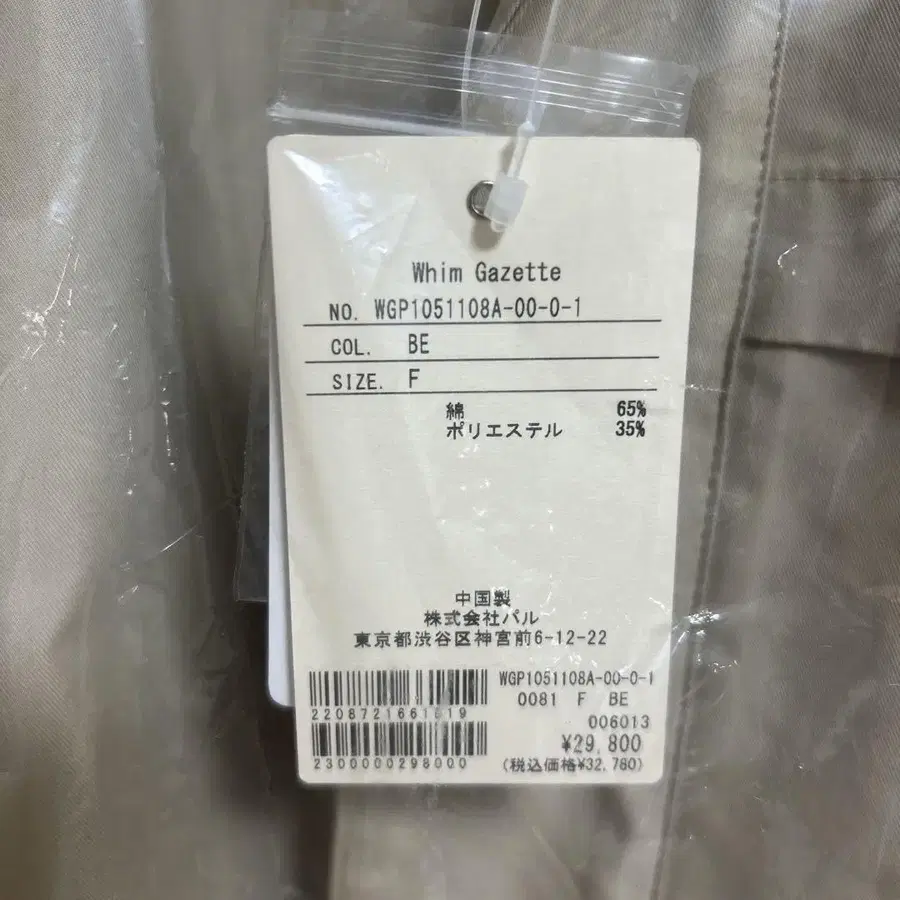 Whim Gazette
NO. WGP1051108A-00-0-1
COL. BE
SIZE. F
綿 65%
ポリエステル 35%
中国製
株式会社パル
東京都渋谷区神宮前6-12-22
WGP1051108A-00-0-1
0081 F BE
2208721661619
006013
¥29,800
2300000298000
(税込価格¥32,780)